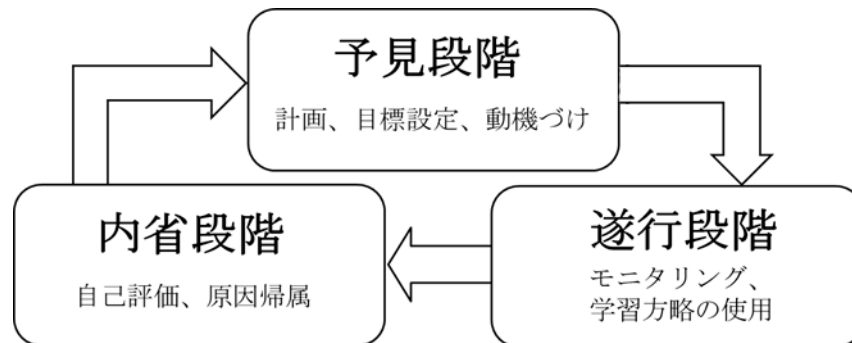 予見段階
計画、目標設定、動機づけ
内省段階
自己評価、原因帰属
遂行段階
モニタリング、
学習方略の使用